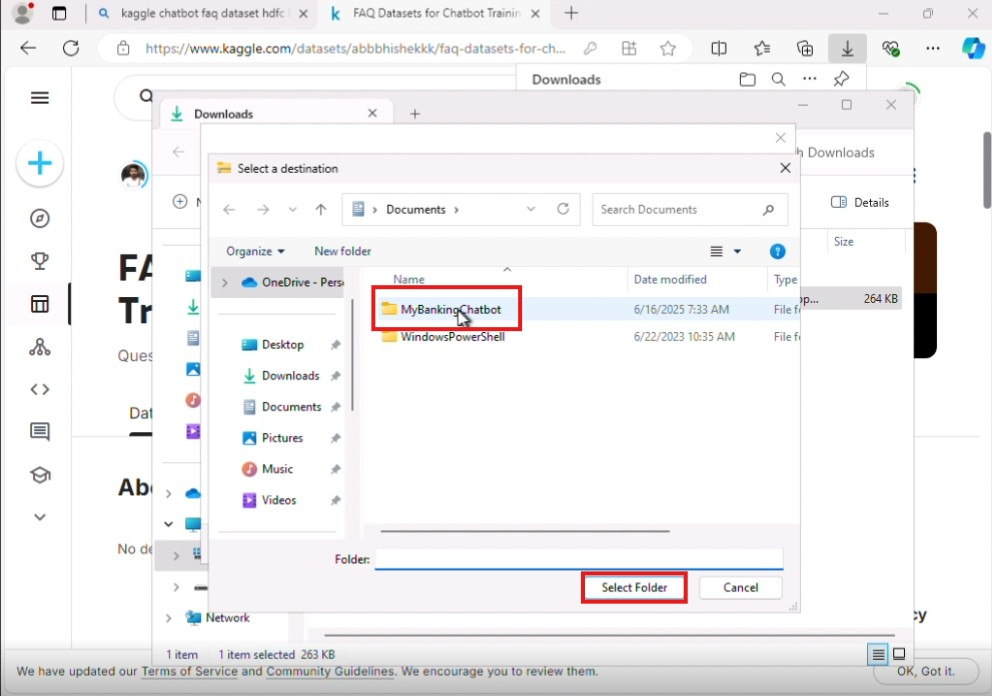 kaggle chatbot faq dataset hdfc
FAQ Datasets for Chatbot Trainin
https://www.kaggle.com/datasets/abbbhishekkk/faq-datasets-for-ch...
Downloads
Downloads
h Downloads
Select a destination
Documents
Search Documents
N
Details
Organize
New folder
Size
OneDrive - Perso
Name
Date modified
Type
FA
MyBankingChatbot
6/16/2025 7:33 AM
File fo
op...
264 KB
Tr
WindowsPowerShell
6/22/2023 10:35 AM
File fo
Desktop
Ques
Downloads
Documents
Dat
Pictures
Music
Abo
Videos
No de
Folder:
Select Folder
Cancel
Network
cy
1 item
1 item selected 263 KB
We have updated our Terms of Service and Community Guidelines. We encourage you to review them.
OK, Got it.